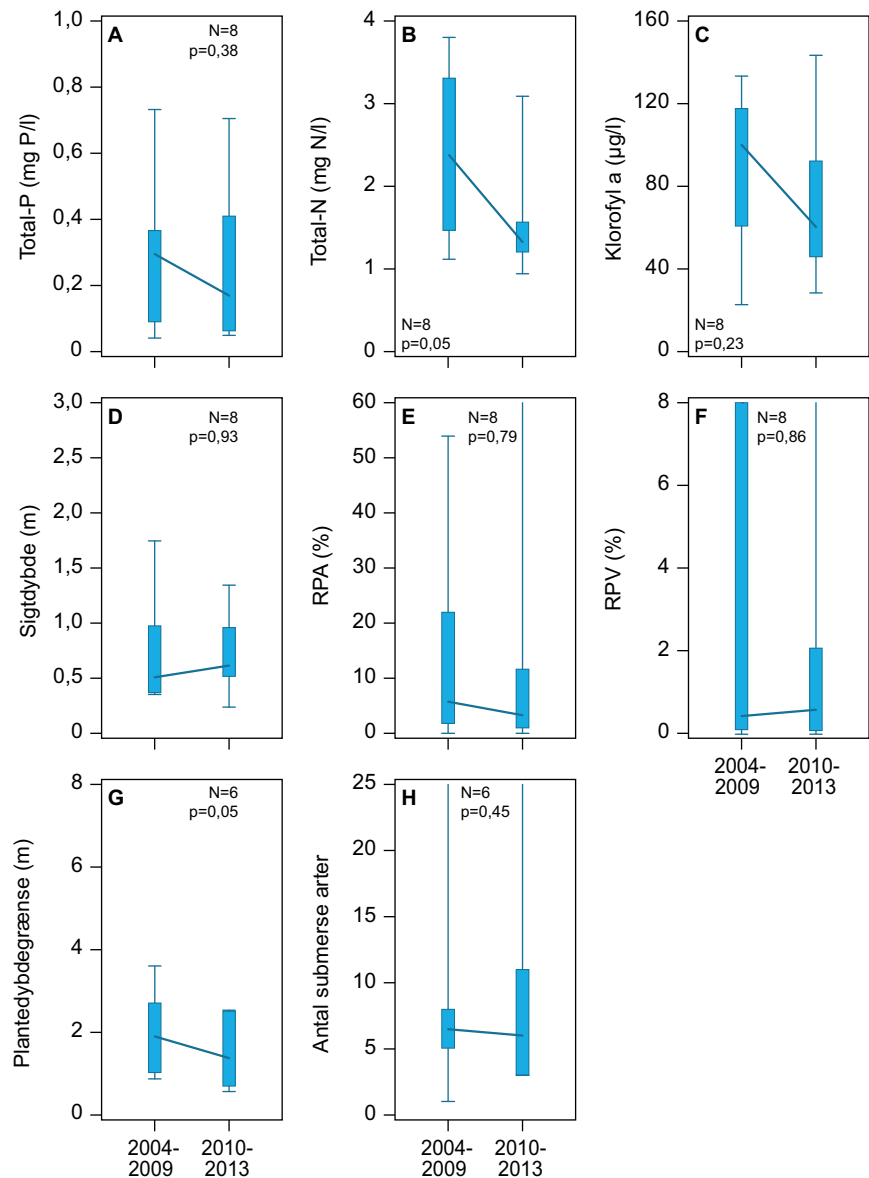 A
N=8
p=0,38
Total-P (mg P/l)
1,0
0,8
0,6
0,4
0,2
0
B
N=8
p=0,05
Total-N (mg N/l)
4
3
2
1
0
C
N=8
p=0,23
Klorofyl a (µg/l)
160
120
80
40
0
D
N=8
p=0,93
Sigtdybde (m)
3,0
2,5
2,0
1,5
1,0
0,5
0
E
N=8
p=0,79
RPA (%)
60
50
40
30
20
10
0
F
N=8
p=0,86
RPV (%)
8
6
4
2
0
2004-
2009
2010-
2013
G
N=6
p=0,05
Plantedybdegrænse (m)
8
6
4
2
0
2004-
2009
2010-
2013
H
N=6
p=0,45
Antal submerse arter
25
20
15
10
5
0
2004-
2009
2010-
2013